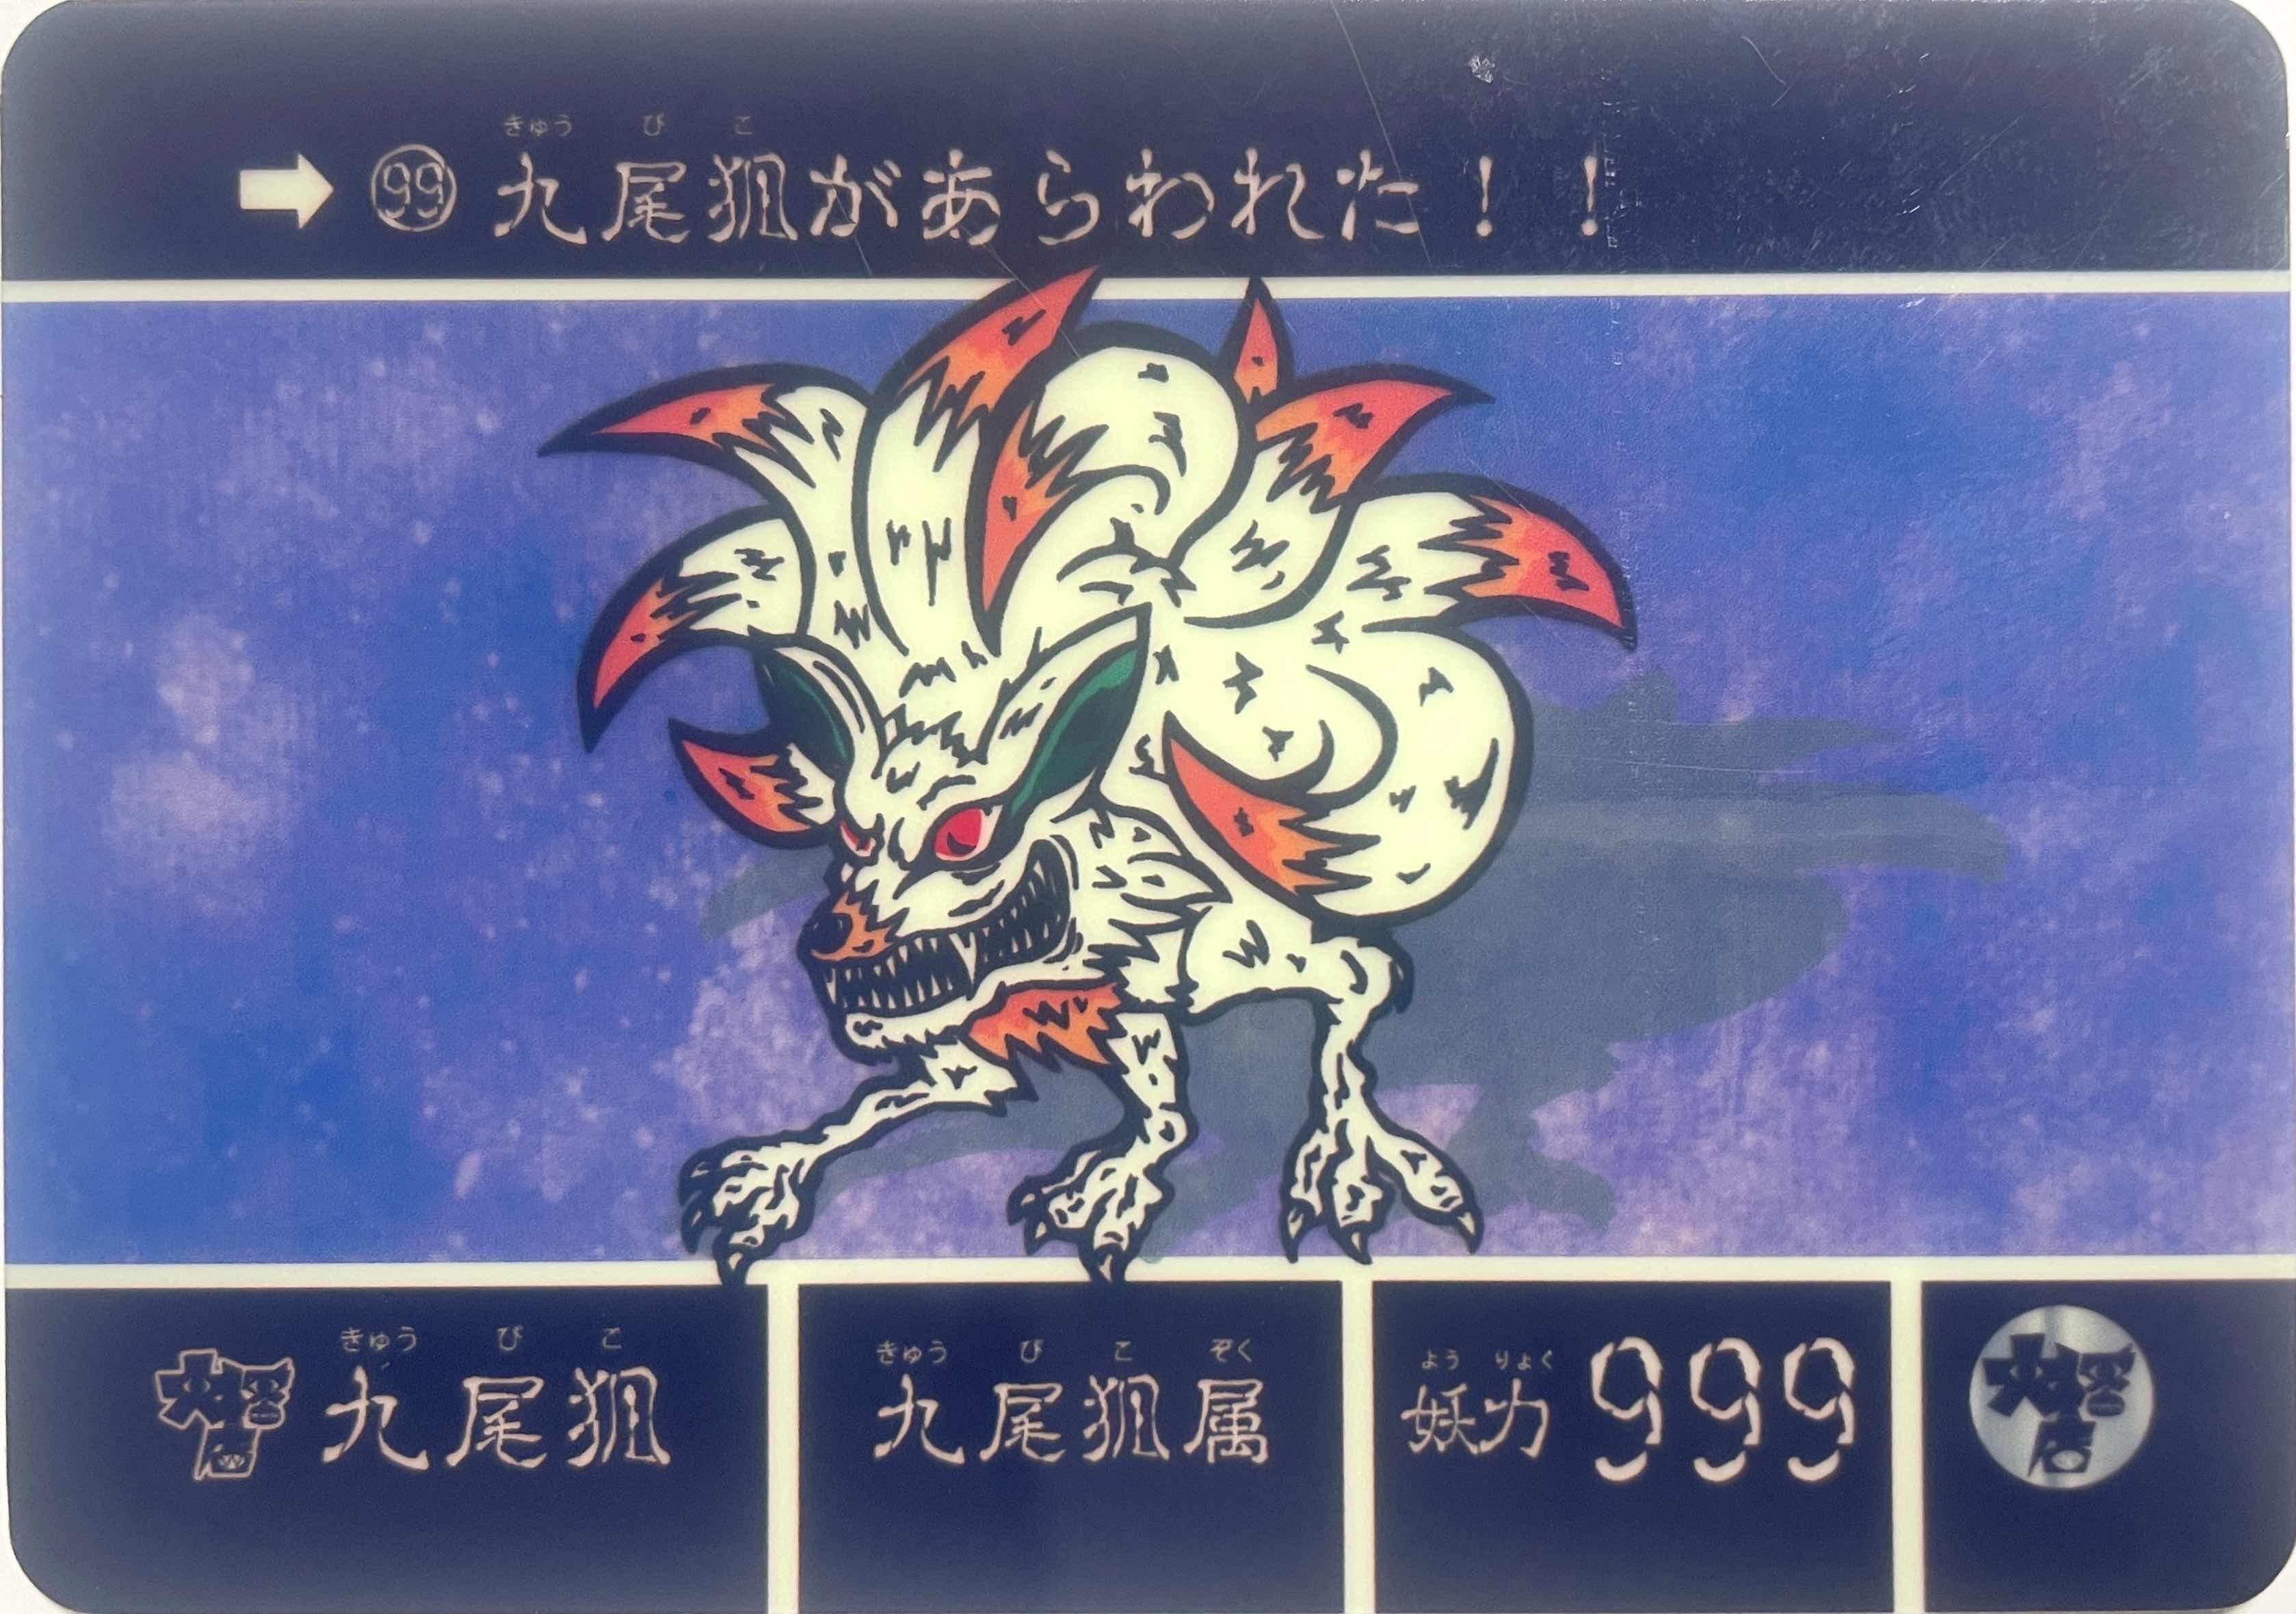 きゅう び こ
➡ 99 九尾狐があらわれた！！
きゅう び こ
九尾狐
きゅう び こ ぞく
九尾狐属
よう りょく
妖力 999